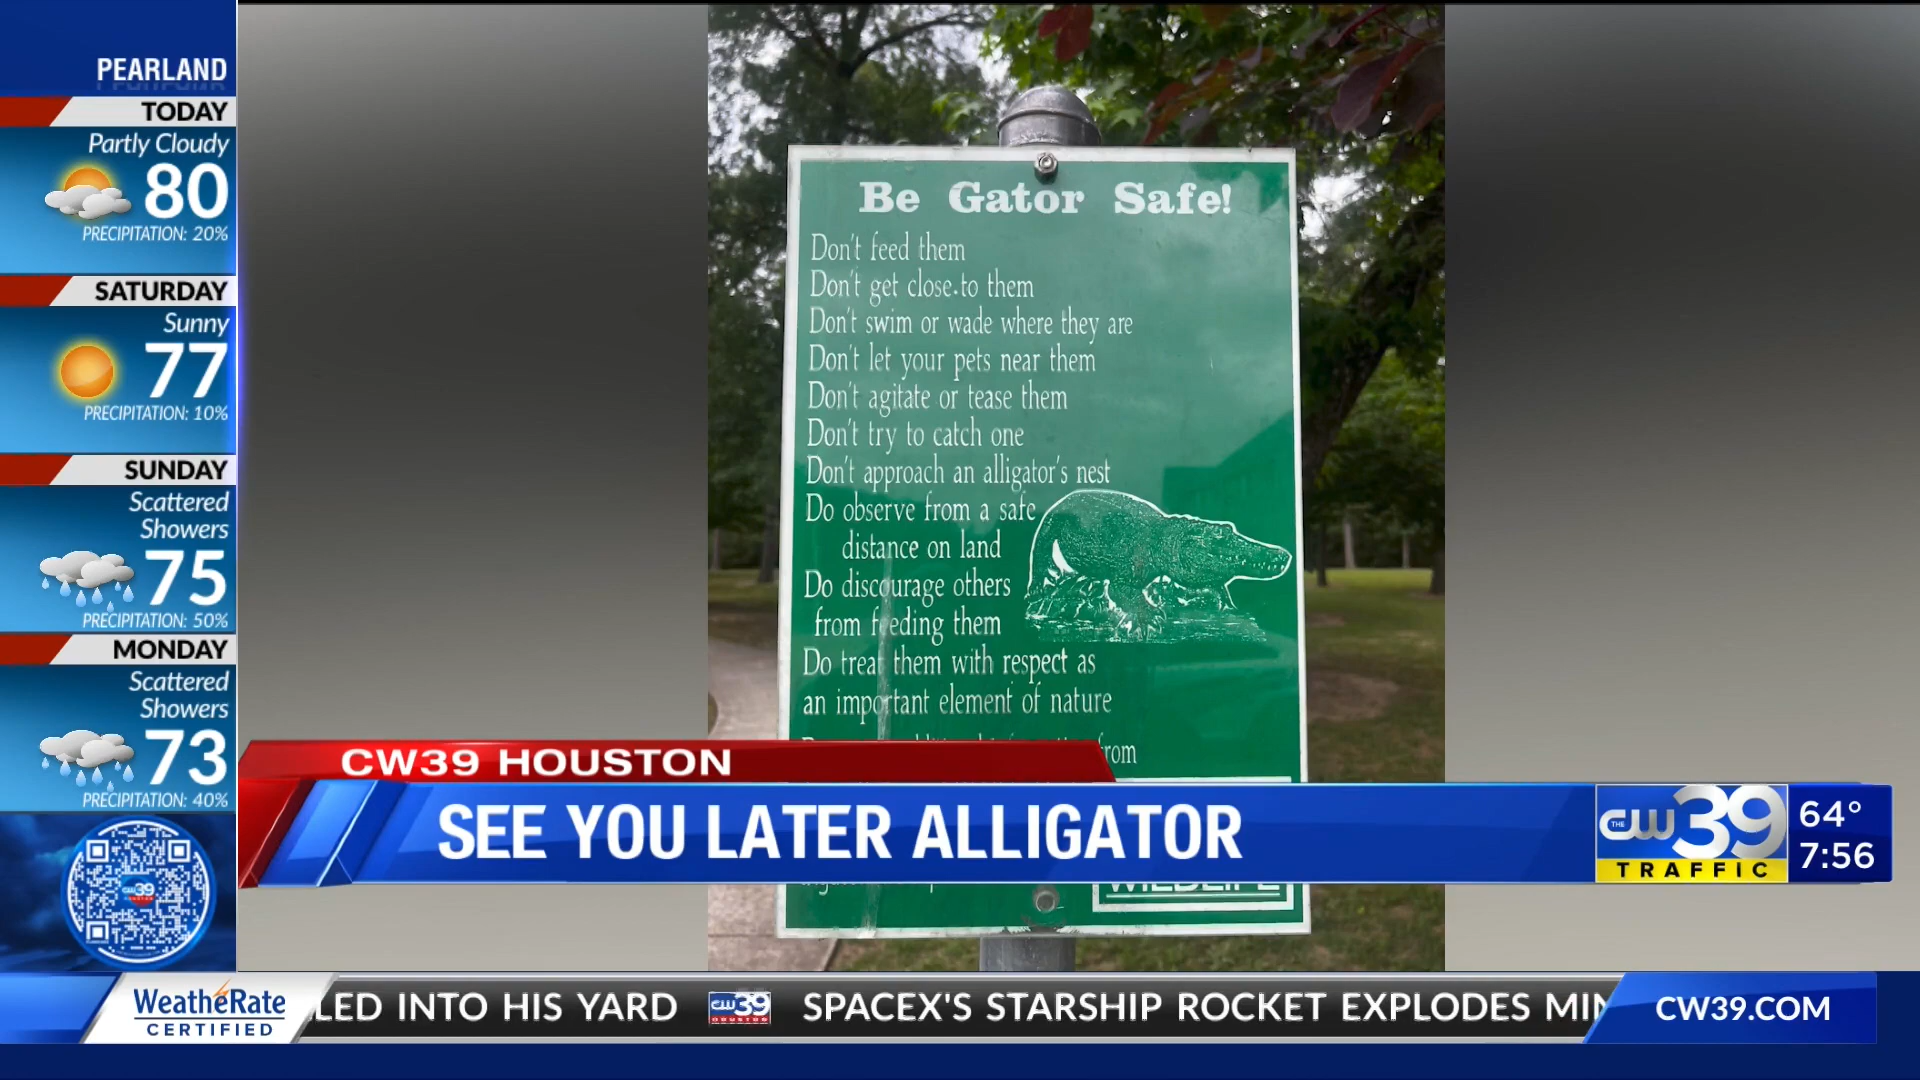 PEARLAND
TODAY
Partly Cloudy
80
PRECIPITATION: 20%
SATURDAY
Sunny
77
PRECIPITATION: 10%
SUNDAY
Scattered
Showers
75
PRECIPITATION: 50%
MONDAY
Scattered
Showers
73
PRECIPITATION: 40%
Be Gator Safe!
Don't feed them
Don't get close to them
Don't swim or wade where they are
Don't let your pets near them
Don't agitate or tease them
Don't try to catch one
Don't approach an alligator's nest
Do observe from a safe
distance on land
Do discourage others
from feeding them
Do treat them with respect as
an important element of nature
WILDLIFE
CW39 HOUSTON
SEE YOU LATER ALLIGATOR
THE CW39
TRAFFIC
64°
7:56
WeatheRate
CERTIFIED
LED INTO HIS YARD CW39 HOUSTON SPACEX'S STARSHIP ROCKET EXPLODES
CW39.COM